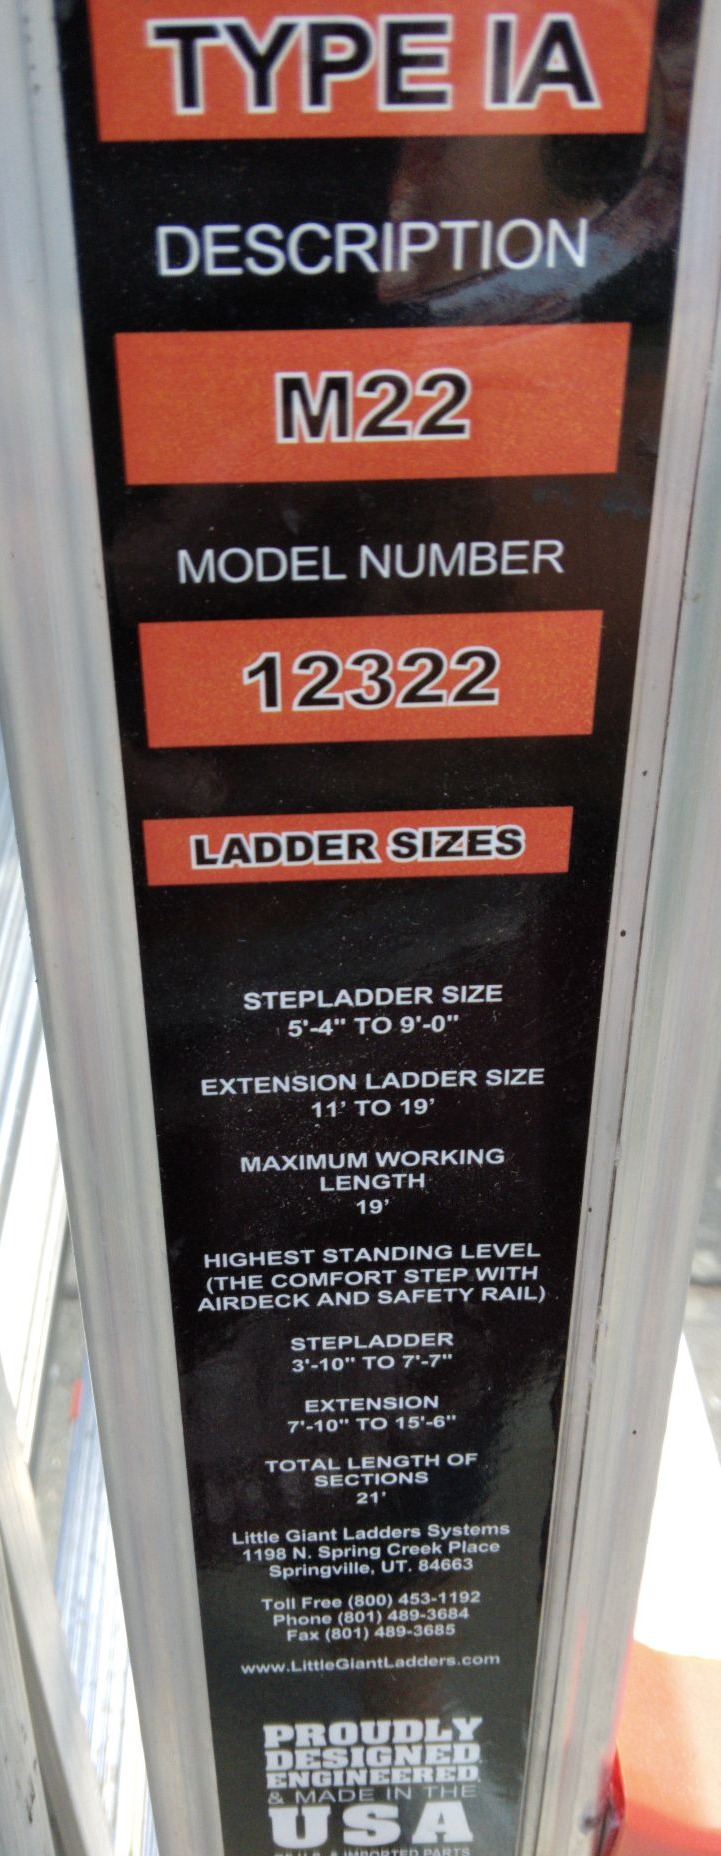 TYPE IA
DESCRIPTION
M22
MODEL NUMBER
12322
LADDER SIZES
STEPLADDER SIZE
5'-4" TO 9'-0"
EXTENSION LADDER SIZE
11' TO 19'
MAXIMUM WORKING
LENGTH
19'
HIGHEST STANDING LEVEL
(THE COMFORT STEP WITH
AIRDECK AND SAFETY RAIL)
STEPLADDER
3'-10" TO 7'-7"
EXTENSION
7'-10" TO 15'-6"
TOTAL LENGTH OF
SECTIONS
21'
Little Giant Ladders Systems
1198 N. Spring Creek Place
Springville, UT. 84663
Toll Free (800) 453-1192
Phone (801) 489-3684
Fax (801) 489-3685
www.LittleGiantLadders.com
PROUDLY
DESIGNED,
ENGINEERED,
& MADE IN THE
USA
OF U.S. & IMPORTED PARTS